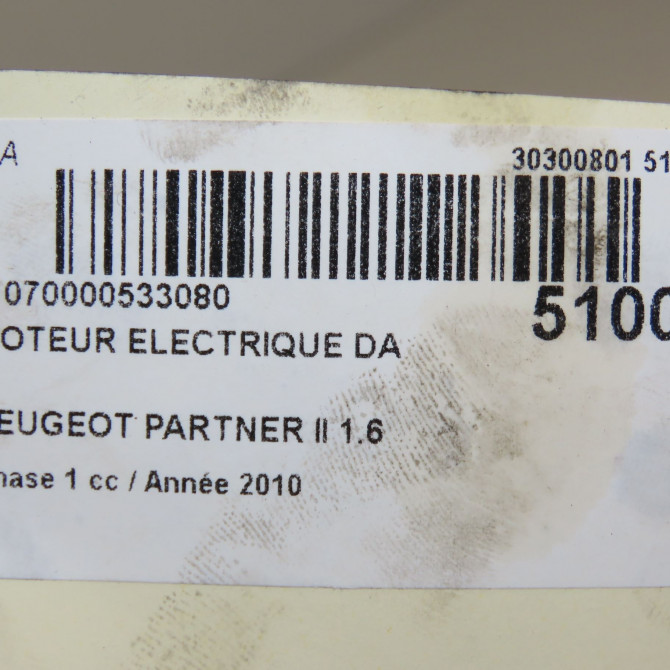 A 30300801 51
070000533080 5100
OTEUR ELECTRIQUE DA
EUGEOT PARTNER II 1.6
hase 1 cc / Année 2010